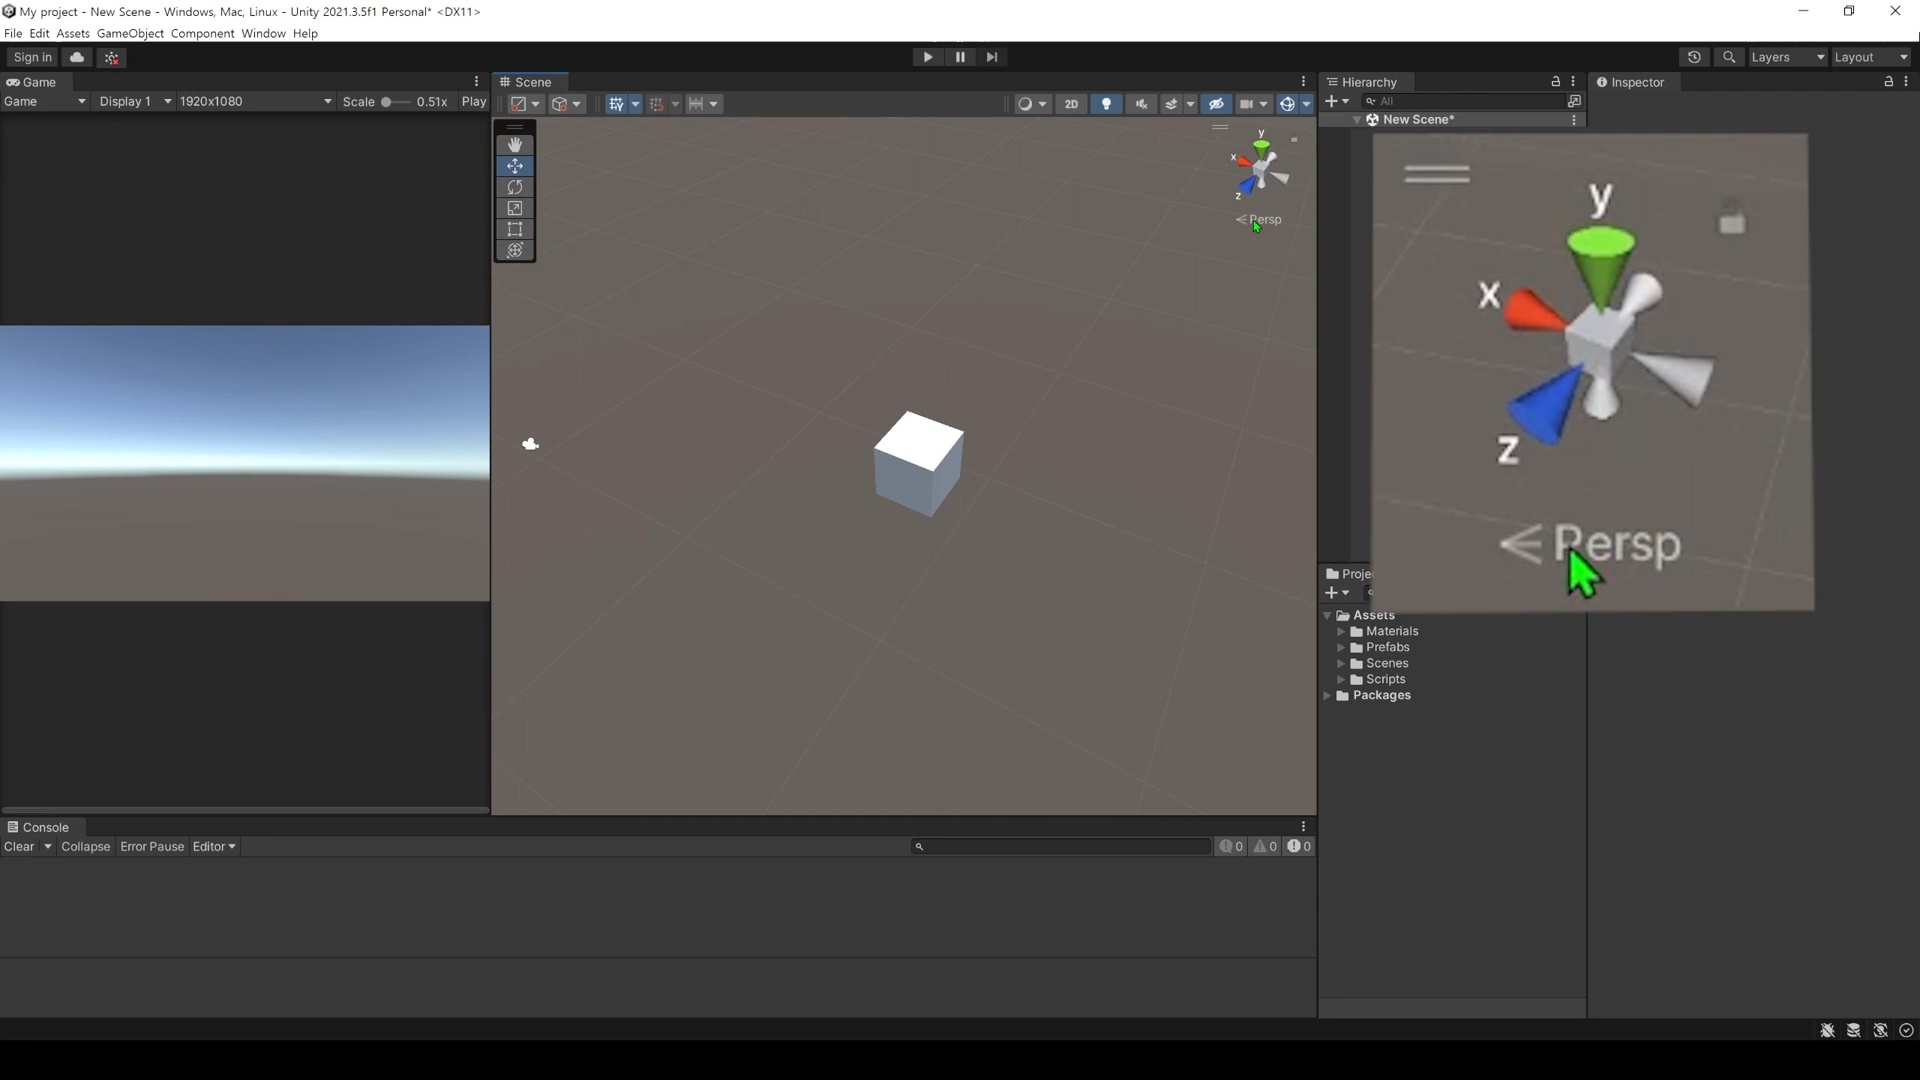 My project - New Scene - Windows, Mac, Linux - Unity 2021.3.5f1 Personal* <DX11>
File Edit Assets GameObject Component Window Help
Sign in
Layers
Layout
Game
Game
Display 1
1920x1080
Scale
0.51x
Play
Scene
2D
y
x
z
Persp
Hierarchy
All
New Scene*
Inspector
y
x
z
Persp
Assets
Materials
Prefabs
Scenes
Scripts
Packages
Console
Clear
Collapse
Error Pause
Editor
0
0
0